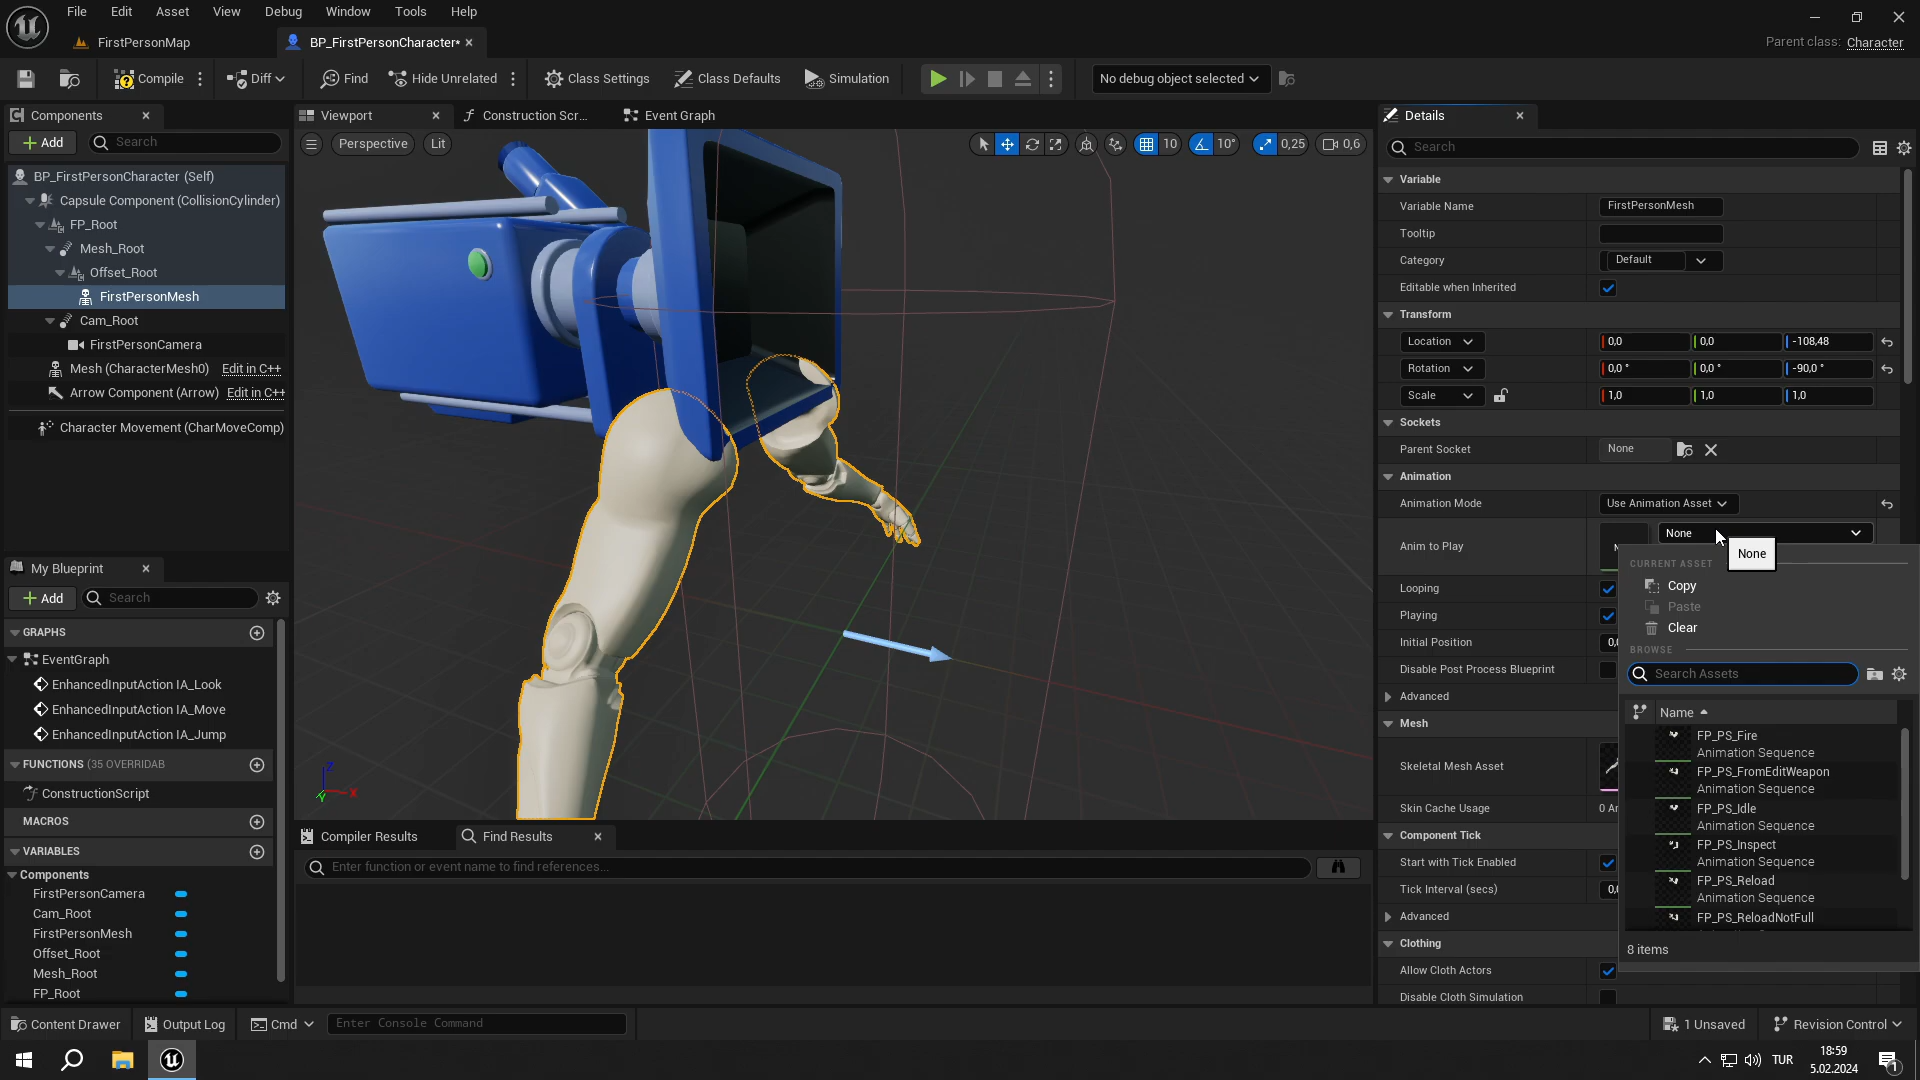 File Edit Asset View Debug Window Tools Help
FirstPersonMap
BP_FirstPersonCharacter*
Parent class: Character
Compile
Diff
Find
Hide Unrelated
Class Settings
Class Defaults
Simulation
No debug object selected
Components
Add
Search
BP_FirstPersonCharacter (Self)
Capsule Component (CollisionCylinder)
FP_Root
Mesh_Root
Offset_Root
FirstPersonMesh
Cam_Root
FirstPersonCamera
Mesh (CharacterMesh0) Edit in C++
Arrow Component (Arrow) Edit in C++
Character Movement (CharMoveComp)
My Blueprint
Add
Search
GRAPHS
EventGraph
EnhancedInputAction IA_Look
EnhancedInputAction IA_Move
EnhancedInputAction IA_Jump
FUNCTIONS (35 OVERRIDAB
ConstructionScript
MACROS
VARIABLES
Components
FirstPersonCamera
Cam_Root
FirstPersonMesh
Offset_Root
Mesh_Root
FP_Root
Viewport
Construction Scr...
Event Graph
Perspective
Lit
10
10°
0,25
0,6
Z
X
Y
Compiler Results
Find Results
Enter function or event name to find references...
Details
Search
Variable
Variable Name FirstPersonMesh
Tooltip
Category Default
Editable when Inherited
Transform
Location 0,0 0,0 -108,48
Rotation 0,0 ° 0,0 ° -90,0 °
Scale 1,0 1,0 1,0
Sockets
Parent Socket None
Animation
Animation Mode Use Animation Asset
Anim to Play None
None
Looping
Playing
Initial Position
Disable Post Process Blueprint
Advanced
Mesh
Skeletal Mesh Asset
Skin Cache Usage 0 Ar
Component Tick
Start with Tick Enabled
Tick Interval (secs)
Advanced
Clothing
Allow Cloth Actors
Disable Cloth Simulation
CURRENT ASSET
Copy
Paste
Clear
BROWSE
Search Assets
Name
FP_PS_Fire
Animation Sequence
FP_PS_FromEditWeapon
Animation Sequence
FP_PS_Idle
Animation Sequence
FP_PS_Inspect
Animation Sequence
FP_PS_Reload
Animation Sequence
FP_PS_ReloadNotFull
8 items
Content Drawer
Output Log
Cmd
Enter Console Command
1 Unsaved
Revision Control
TUR
18:59
5.02.2024
1